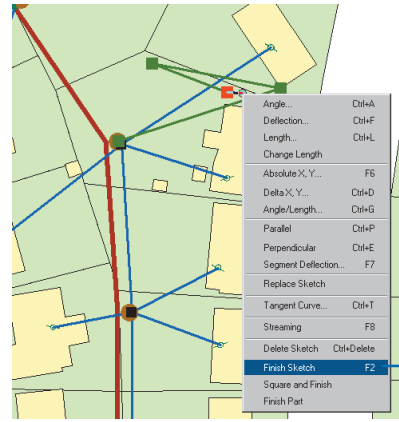 Angle... Ctrl+A
Deflection... Ctrl+F
Length... Ctrl+L
Change Length
Absolute X, Y... F6
Delta X, Y... Ctrl+D
Angle/Length... Ctrl+G
Parallel Ctrl+P
Perpendicular Ctrl+E
Segment Deflection... F7
Replace Sketch
Tangent Curve... Ctrl+T
Streaming F8
Delete Sketch Ctrl+Delete
Finish Sketch F2
Square and Finish
Finish Part